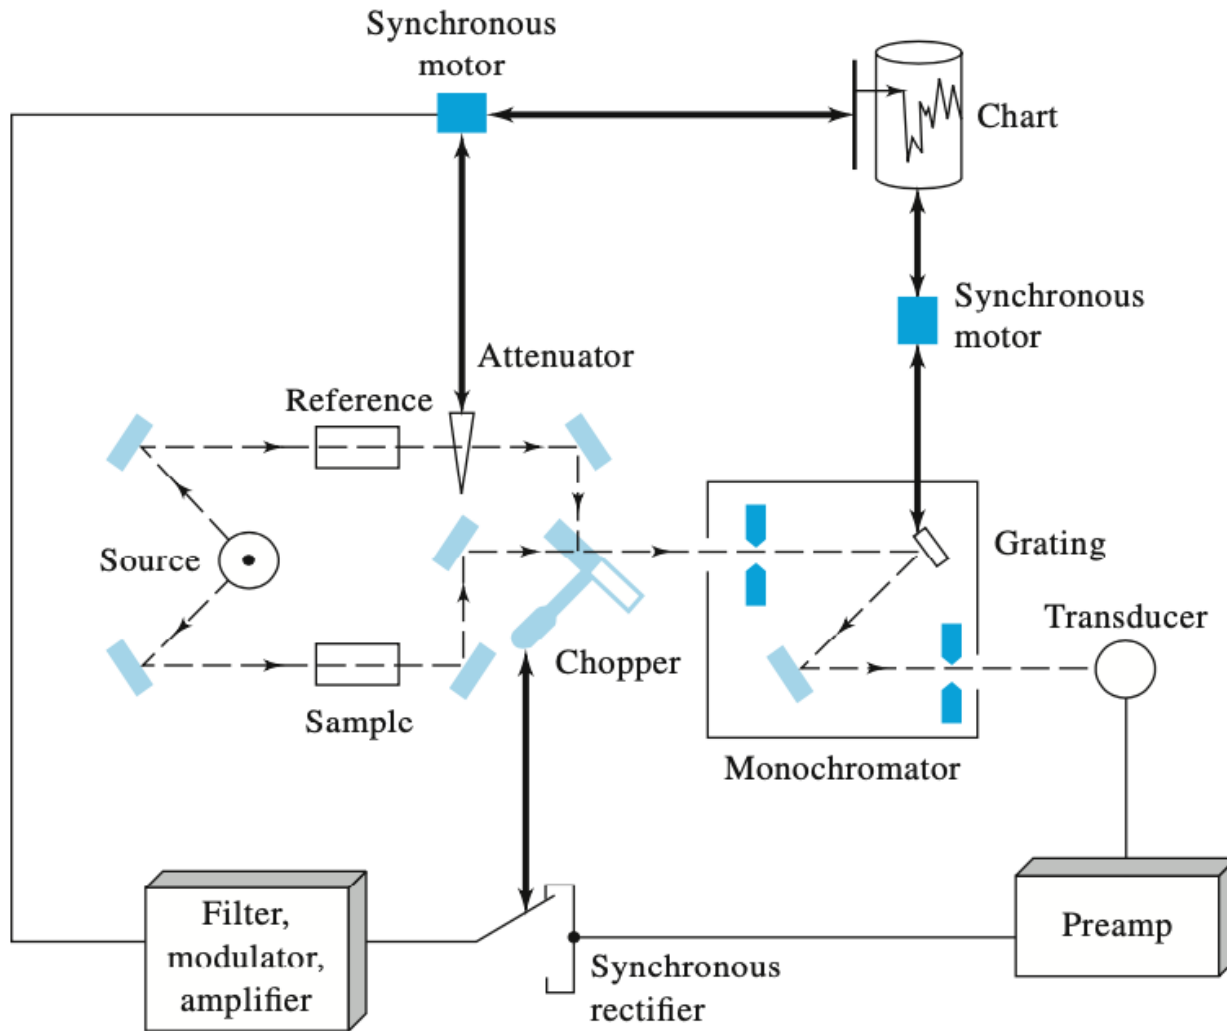 Synchronous
motor
Chart
Synchronous
motor
Attenuator
Reference
Source
Grating
Transducer
Chopper
Sample
Monochromator
Filter,
modulator,
amplifier
Synchronous
rectifier
Preamp